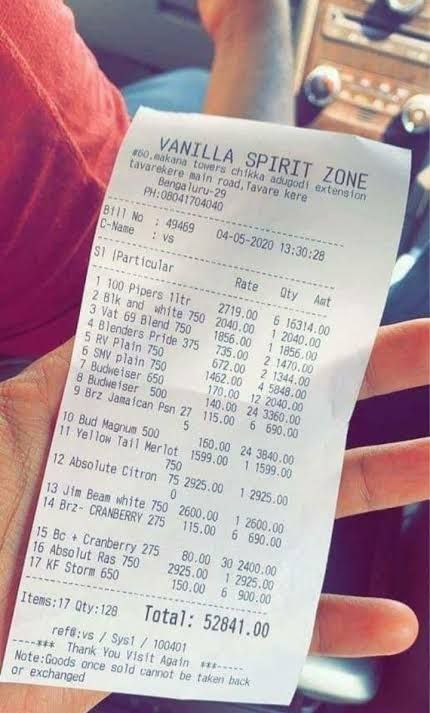 VANILLA SPIRIT ZONE
#60,makana towers chikka adugodi extension
tavarekere main road,Tavare kere
Bengaluru-29
PH:08041704040
Bill No : 49469 04-05-2020 13:30:28
C-Name : vs
Sl |Particular Rate Qty Amt
1 100 Pipers 1ltr 2719.00 6 16314.00
2 Blk and white 750 2040.00 1 2040.00
3 Vat 69 Blend 750 1856.00 1 1856.00
4 Blenders Pride 375 735.00 2 1470.00
5 RV Plain 750 672.00 2 1344.00
6 SMV plain 750 1462.00 4 5848.00
7 Budweiser 650 170.00 12 2040.00
8 Budweiser 500 140.00 24 3360.00
9 Brz Jamaican Psn 27 115.00 6 690.00
5
10 Bud Magnum 500 160.00 24 3840.00
11 Yellow Tail Merlot 1599.00 1 1599.00
750
12 Absolute Citron 75 2925.00 1 2925.00
0
13 Jim Beam white 750 2600.00 1 2600.00
14 Brz- CRANBERRY 275 115.00 6 690.00
15 Bc + Cranberry 275 80.00 30 2400.00
16 Absolut Ras 750 2925.00 1 2925.00
17 KF Storm 650 150.00 6 900.00
Items:17 Qty:128 Total: 52841.00
ref@:vs / Sys1 / 100401
----*** Thank You Visit Again ***-----
Note:Goods once sold cannot be taken back
or exchanged